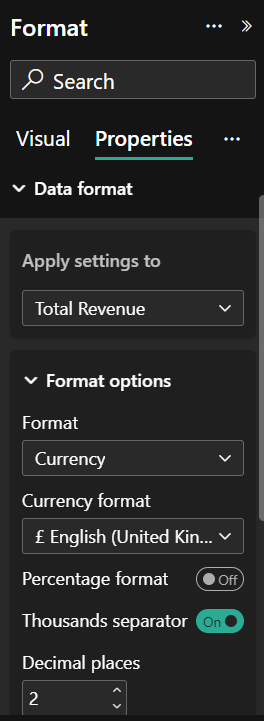 Format
Search
Visual Properties
Data format
Apply settings to
Total Revenue
Format options
Format
Currency
Currency format
£ English (United Kin...
Percentage format Off
Thousands separator On
Decimal places
2